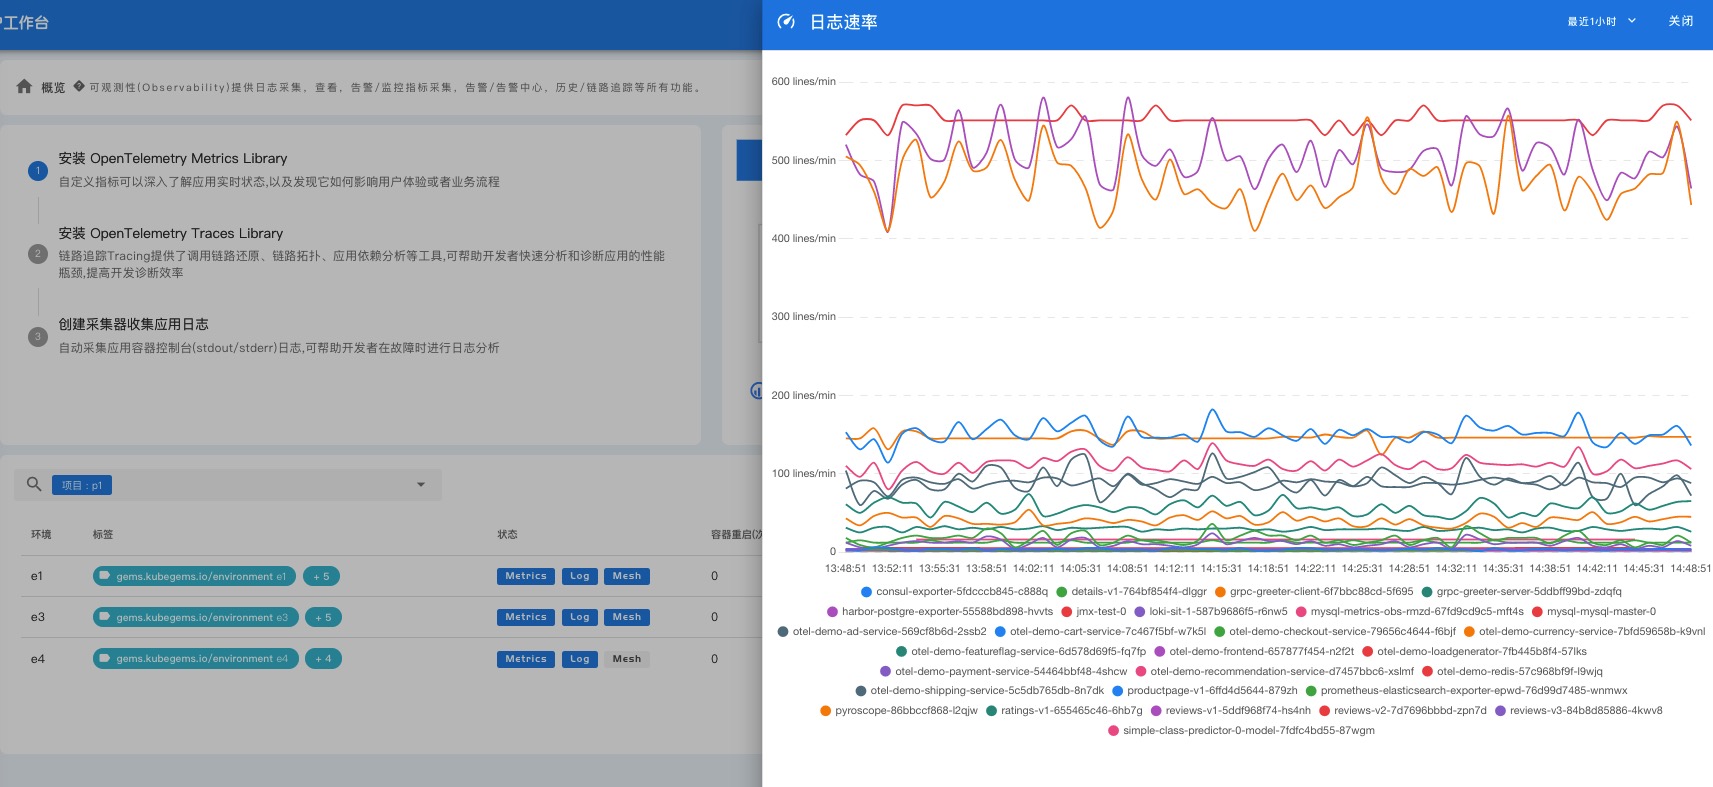 工作台
概览 可观测性(Observability)提供日志采集，查看，告警/监控指标采集，告警/告警中心，历史/链路追踪等所有功能。
1 安装 OpenTelemetry Metrics Library
自定义指标可以深入了解应用实时状态,以及发现它如何影响用户体验或者业务流程
2 安装 OpenTelemetry Traces Library
链路追踪Tracing提供了调用链路还原、链路拓扑、应用依赖分析等工具,可帮助开发者快速分析和诊断应用的性能
瓶颈,提高开发诊断效率
3 创建采集器收集应用日志
自动采集应用容器控制台(stdout/stderr)日志,可帮助开发者在故障时进行日志分析
项目 : p1
环境 标签 状态 容器重启(次
e1 gems.kubegems.io/environment e1 + 5 Metrics Log Mesh 0
e3 gems.kubegems.io/environment e3 + 5 Metrics Log Mesh 0
e4 gems.kubegems.io/environment e4 + 4 Metrics Log Mesh 0
日志速率 最近1小时 关闭
600 lines/min
500 lines/min
400 lines/min
300 lines/min
200 lines/min
100 lines/min
0
13:48:51 13:52:11 13:55:31 13:58:51 14:02:11 14:05:31 14:08:51 14:12:11 14:15:31 14:18:51 14:22:11 14:25:31 14:28:51 14:32:11 14:35:31 14:38:51 14:42:11 14:45:31 14:48:51
consul-exporter-5fdcccb845-c888q details-v1-764bf854f4-dlggr grpc-greeter-client-6f7bbc88cd-5f695 grpc-greeter-server-5ddbff99bd-zdqfq
harbor-postgre-exporter-55588bd898-hvvts jmx-test-0 loki-sit-1-587b9686f5-r6nw5 mysql-metrics-obs-rmzd-67fd9cd9c5-mft4s mysql-mysql-master-0
otel-demo-ad-service-569cf8b6d-2ssb2 otel-demo-cart-service-7c467f5bf-w7k5l otel-demo-checkout-service-79656c4644-f6bjf otel-demo-currency-service-7bfd59658b-k9vnl
otel-demo-featureflag-service-6d578d69f5-fq7fp otel-demo-frontend-657877f454-n2f2t otel-demo-loadgenerator-7fb445b8f4-57lks
otel-demo-payment-service-54464bbf48-4shcw otel-demo-recommendation-service-d7457bbc6-xslmf otel-demo-redis-57c968bf9f-l9wjq
otel-demo-shipping-service-5c5db765db-8n7dk productpage-v1-6ffd4d5644-879zh prometheus-elasticsearch-exporter-epwd-76d99d7485-wnmwx
pyroscope-86bbccf868-l2qjw ratings-v1-655465c46-6hb7g reviews-v1-5ddf968f74-hs4nh reviews-v2-7d7696bbbd-zpn7d reviews-v3-84b8d85886-4kwv8
simple-class-predictor-0-model-7fdfc4bd55-87wgm